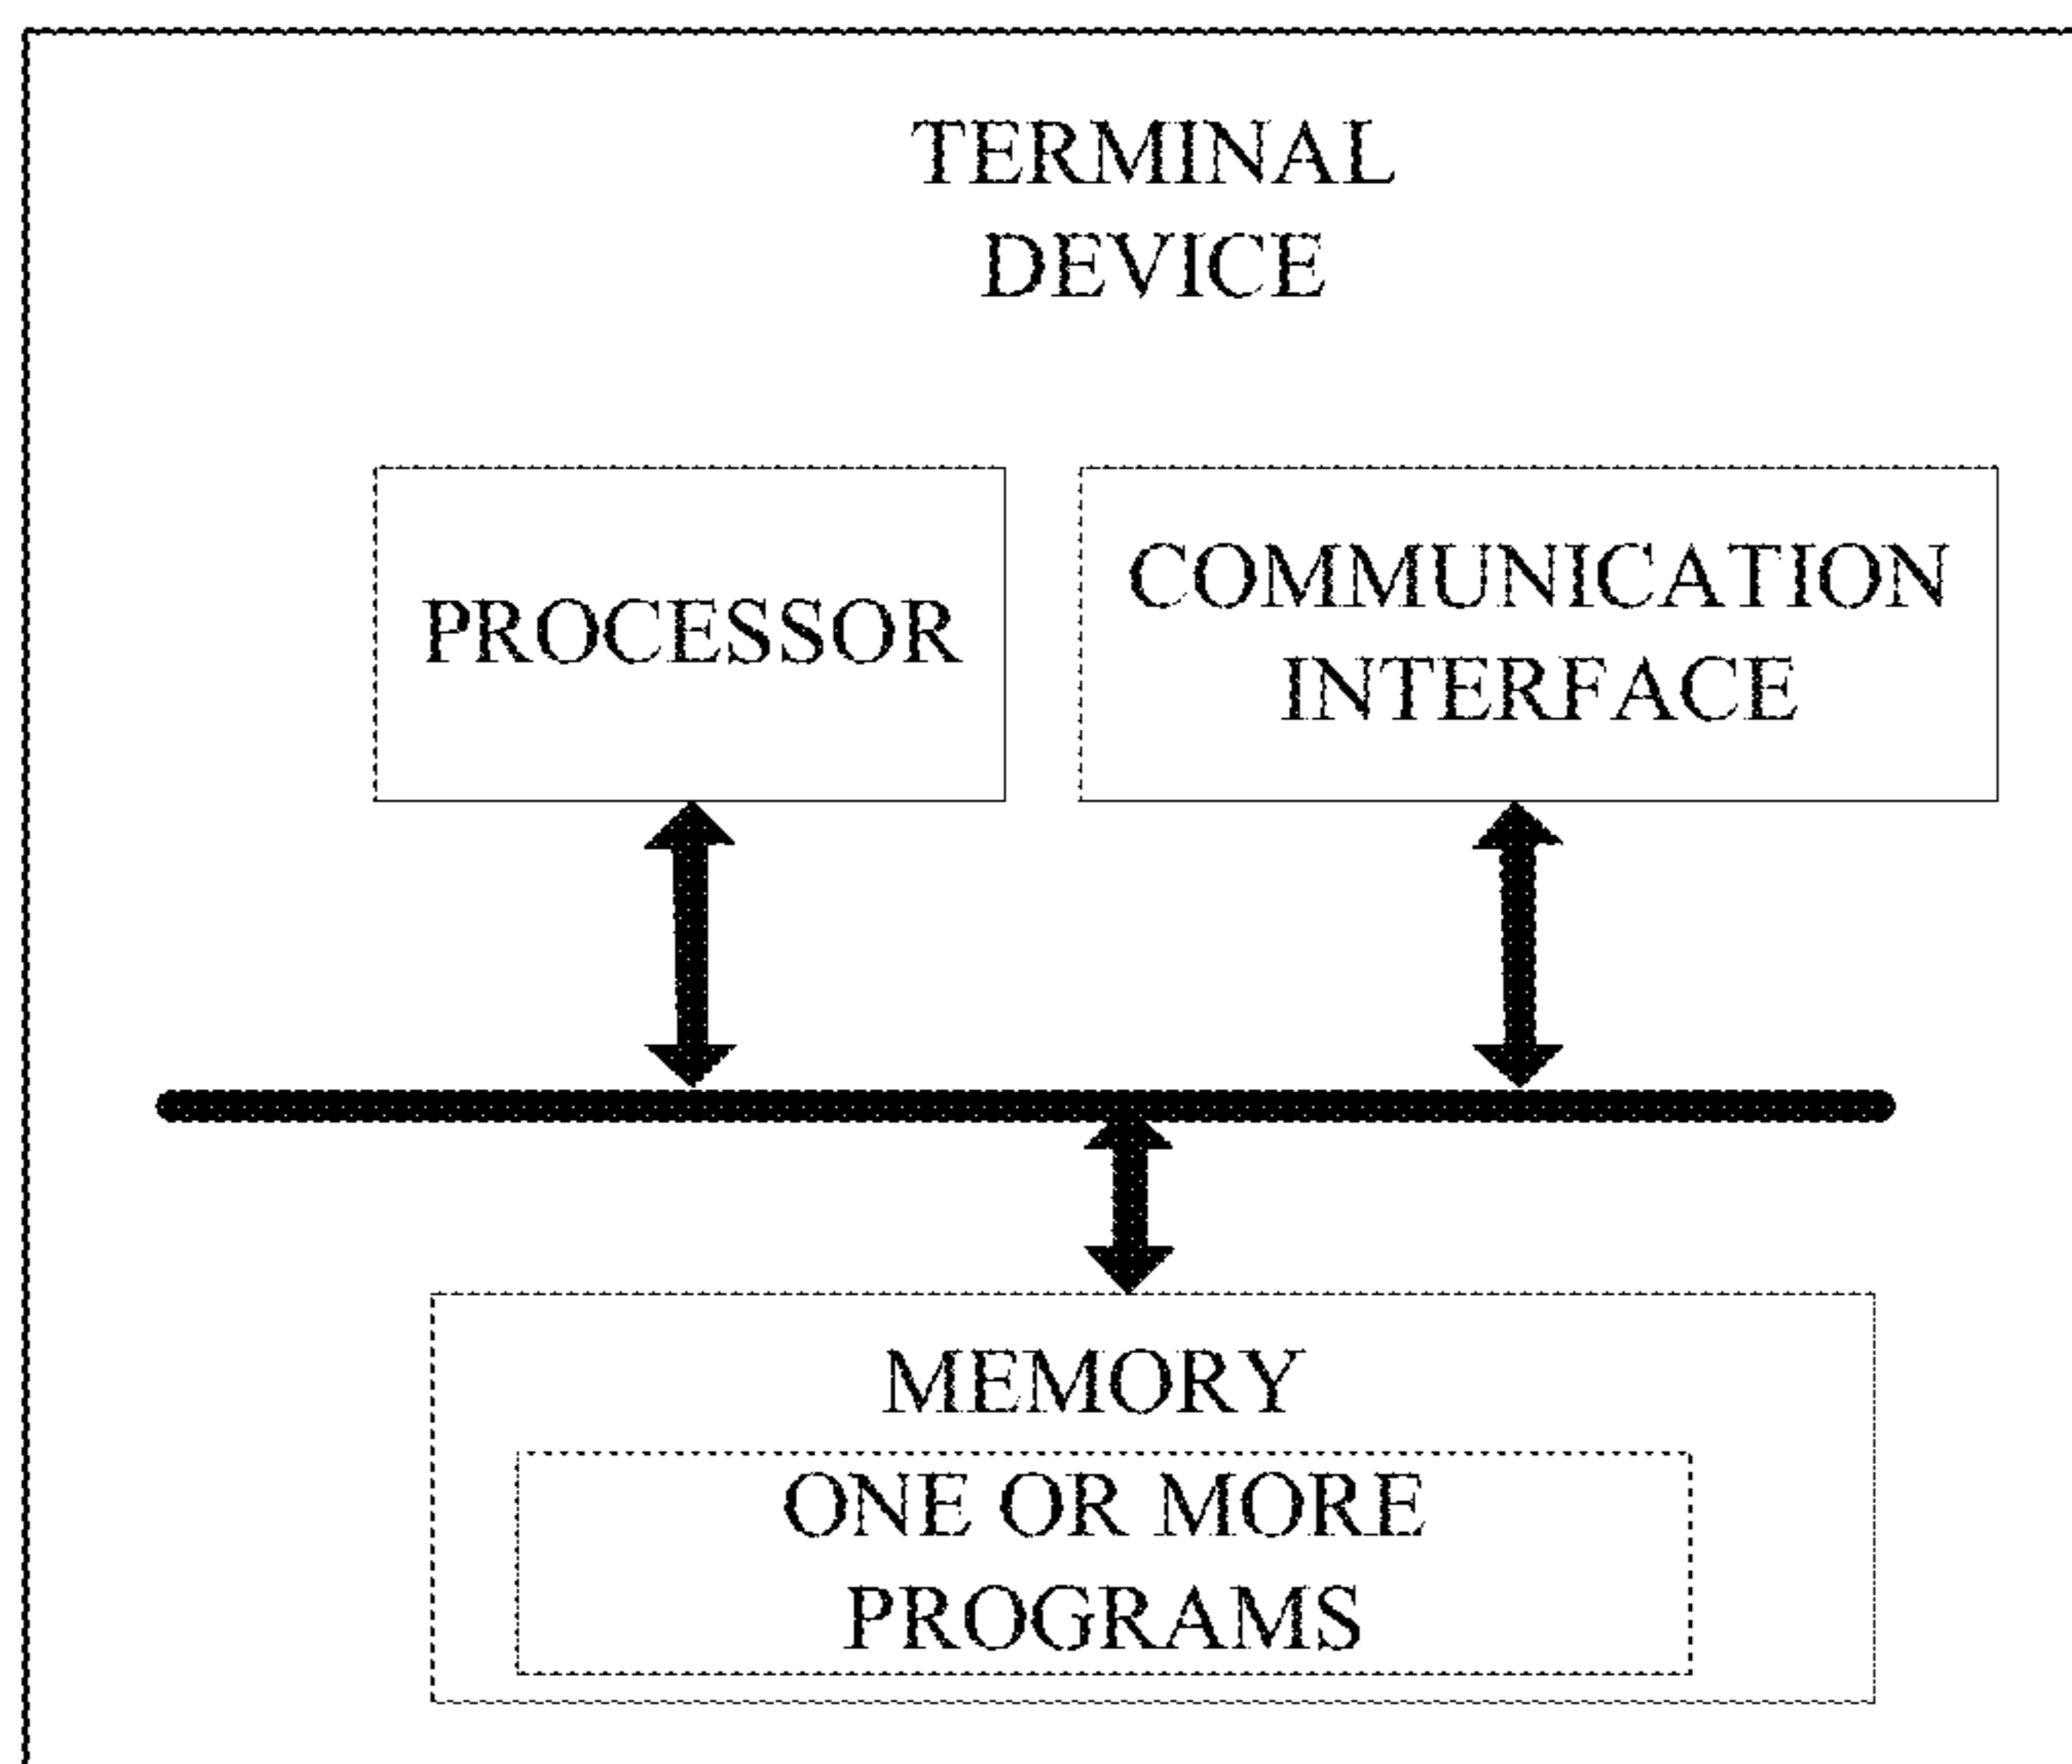 TERMINAL
DEVICE
PROCESSOR
COMMUNICATION
INTERFACE
MEMORY
ONE OR MORE
PROGRAMS